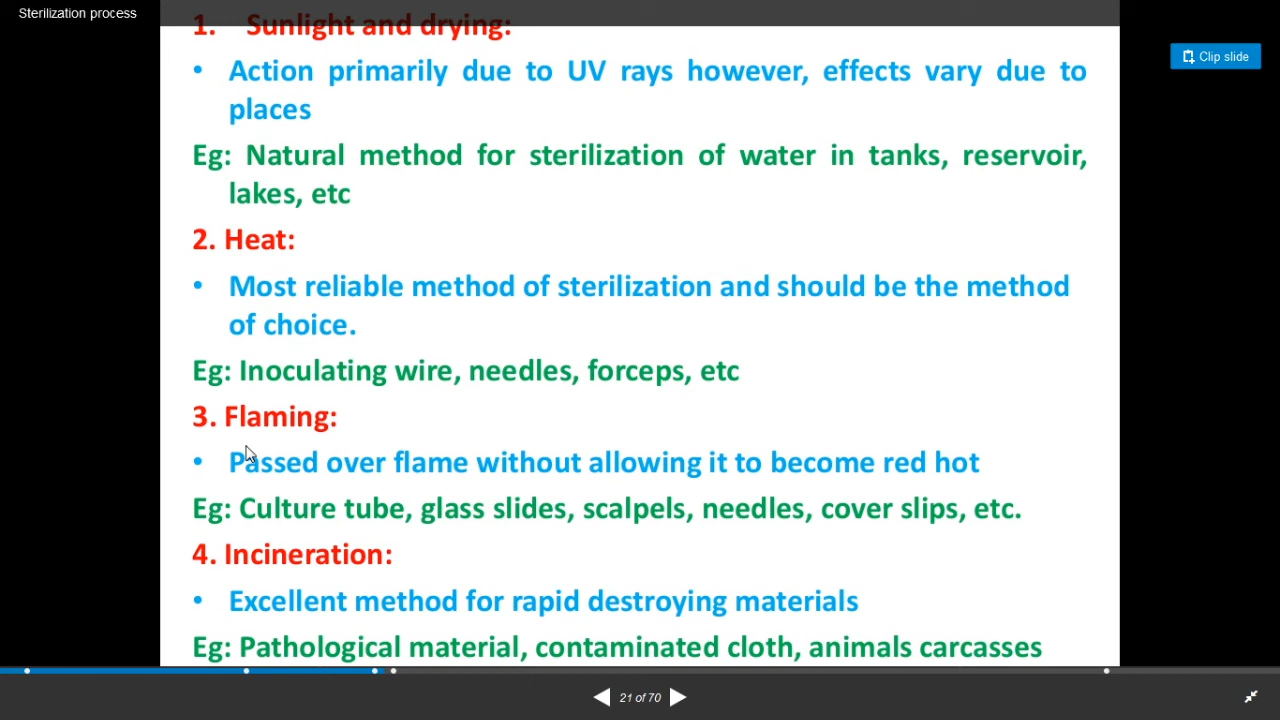 Sterilization process
1. Sunlight and drying:
Clip slide
• Action primarily due to UV rays however, effects vary due to
places
Eg: Natural method for sterilization of water in tanks, reservoir,
lakes, etc
2. Heat:
• Most reliable method of sterilization and should be the method
of choice.
Eg: Inoculating wire, needles, forceps, etc
3. Flaming:
• Passed over flame without allowing it to become red hot
Eg: Culture tube, glass slides, scalpels, needles, cover slips, etc.
4. Incineration:
• Excellent method for rapid destroying materials
Eg: Pathological material, contaminated cloth, animals carcasses
21 of 70